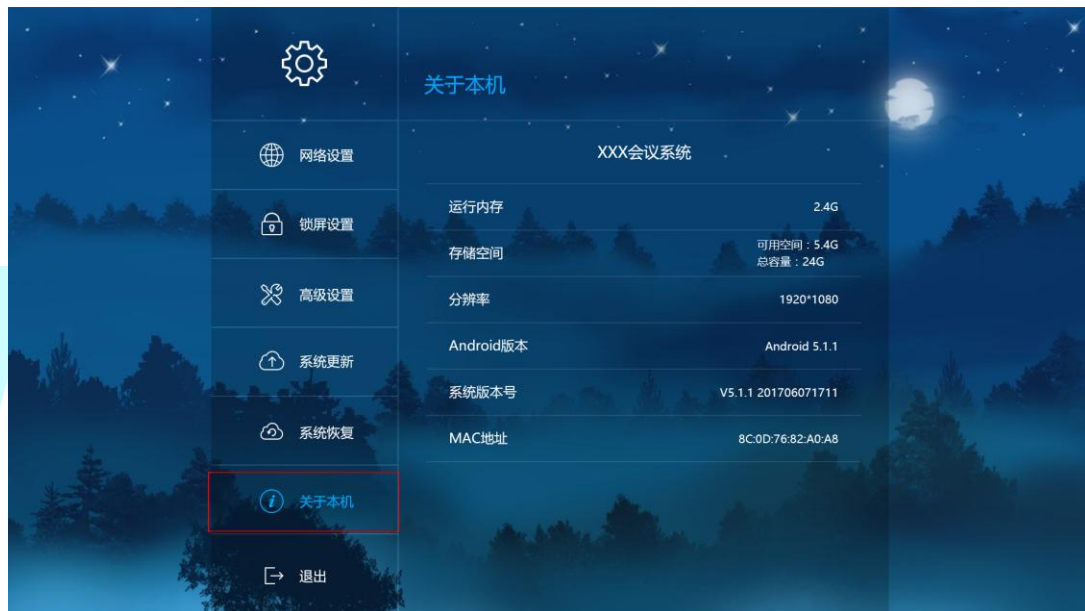 关于本机
网络设置
锁屏设置
高级设置
系统更新
系统恢复
关于本机
退出
XXX会议系统
运行内存 2.4G
存储空间 可用空间：5.4G
总容量：24G
分辨率 1920*1080
Android版本 Android 5.1.1
系统版本号 V5.1.1 201706071711
MAC地址 8C:0D:76:82:A0:A8